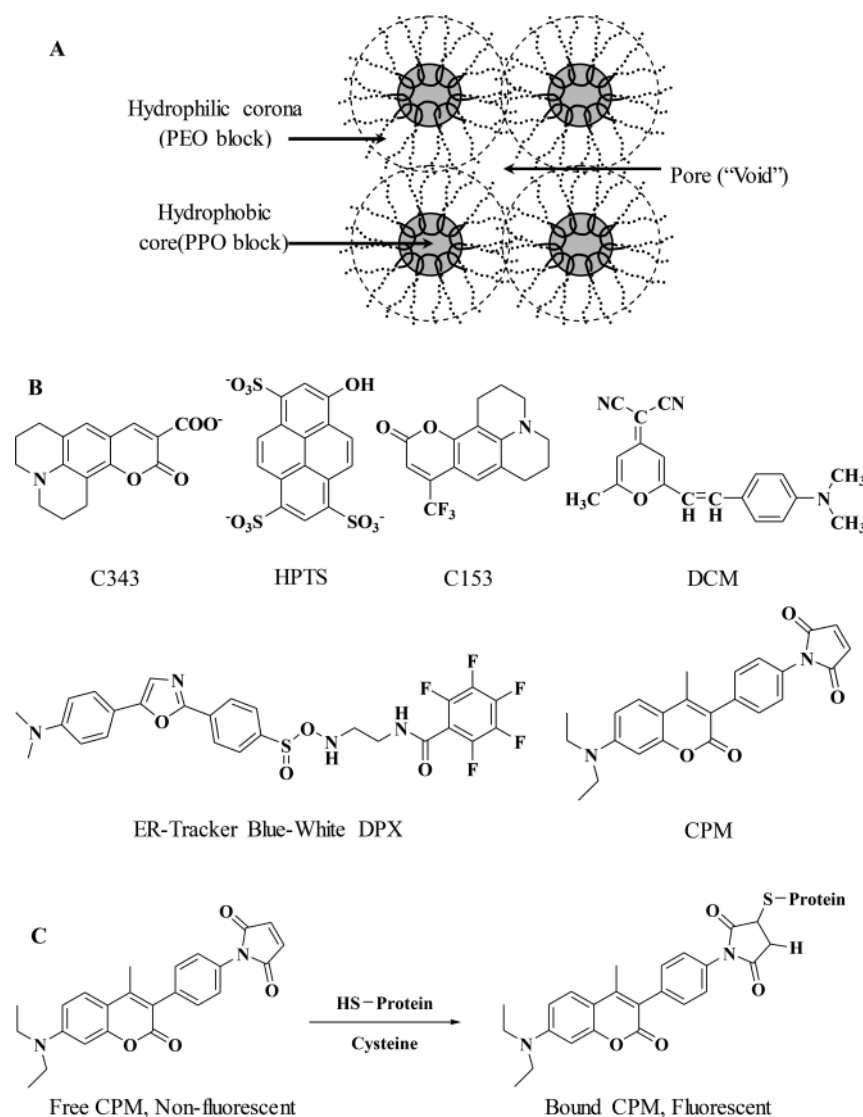 A
Hydrophilic corona
(PEO block)
Pore (“Void”)
Hydrophobic
core(PPO block)
B
COO⁻
N
O
O
C343
⁻O₃S
OH
⁻O₃S
SO₃⁻
HPTS
O
O
N
CF₃
C153
NC
CN
H₃C
O
C=C
H
H
N
CH₃
CH₃
DCM
N
N
O
S
O
O
N
H
H
N
O
F
F
F
F
F
ER-Tracker Blue-White DPX
O
N
O
N
O
O
CPM
C
O
N
O
N
O
O
Free CPM, Non-fluorescent
HS–Protein
Cysteine
S–Protein
O
N
H
O
N
O
O
Bound CPM, Fluorescent